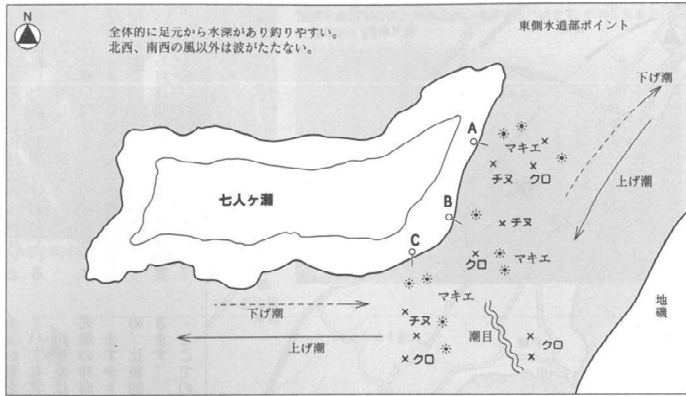 N
全体的に足元から水深があり釣りやすい。
北西、南西の風以外は波がたたない。
東側水道部ポイント
下げ潮
A
マキエ
チヌ
クロ
上げ潮
七人ヶ瀬
B
チヌ
C
クロ
マキエ
マキエ
地磯
下げ潮
チヌ
潮目
クロ
上げ潮
クロ